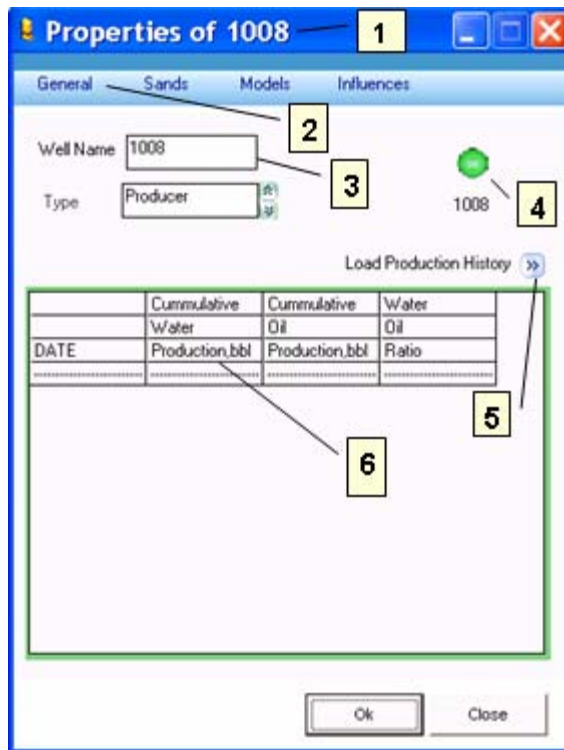 Properties of 1008
1
General Sands Models Influences
2
Well Name 1008
3
Type Producer
1008
4
Load Production History »
5
Cummulative Cummulative Water
Water Oil Oil
DATE Production,bbl Production,bbl Ratio
6
Ok Close